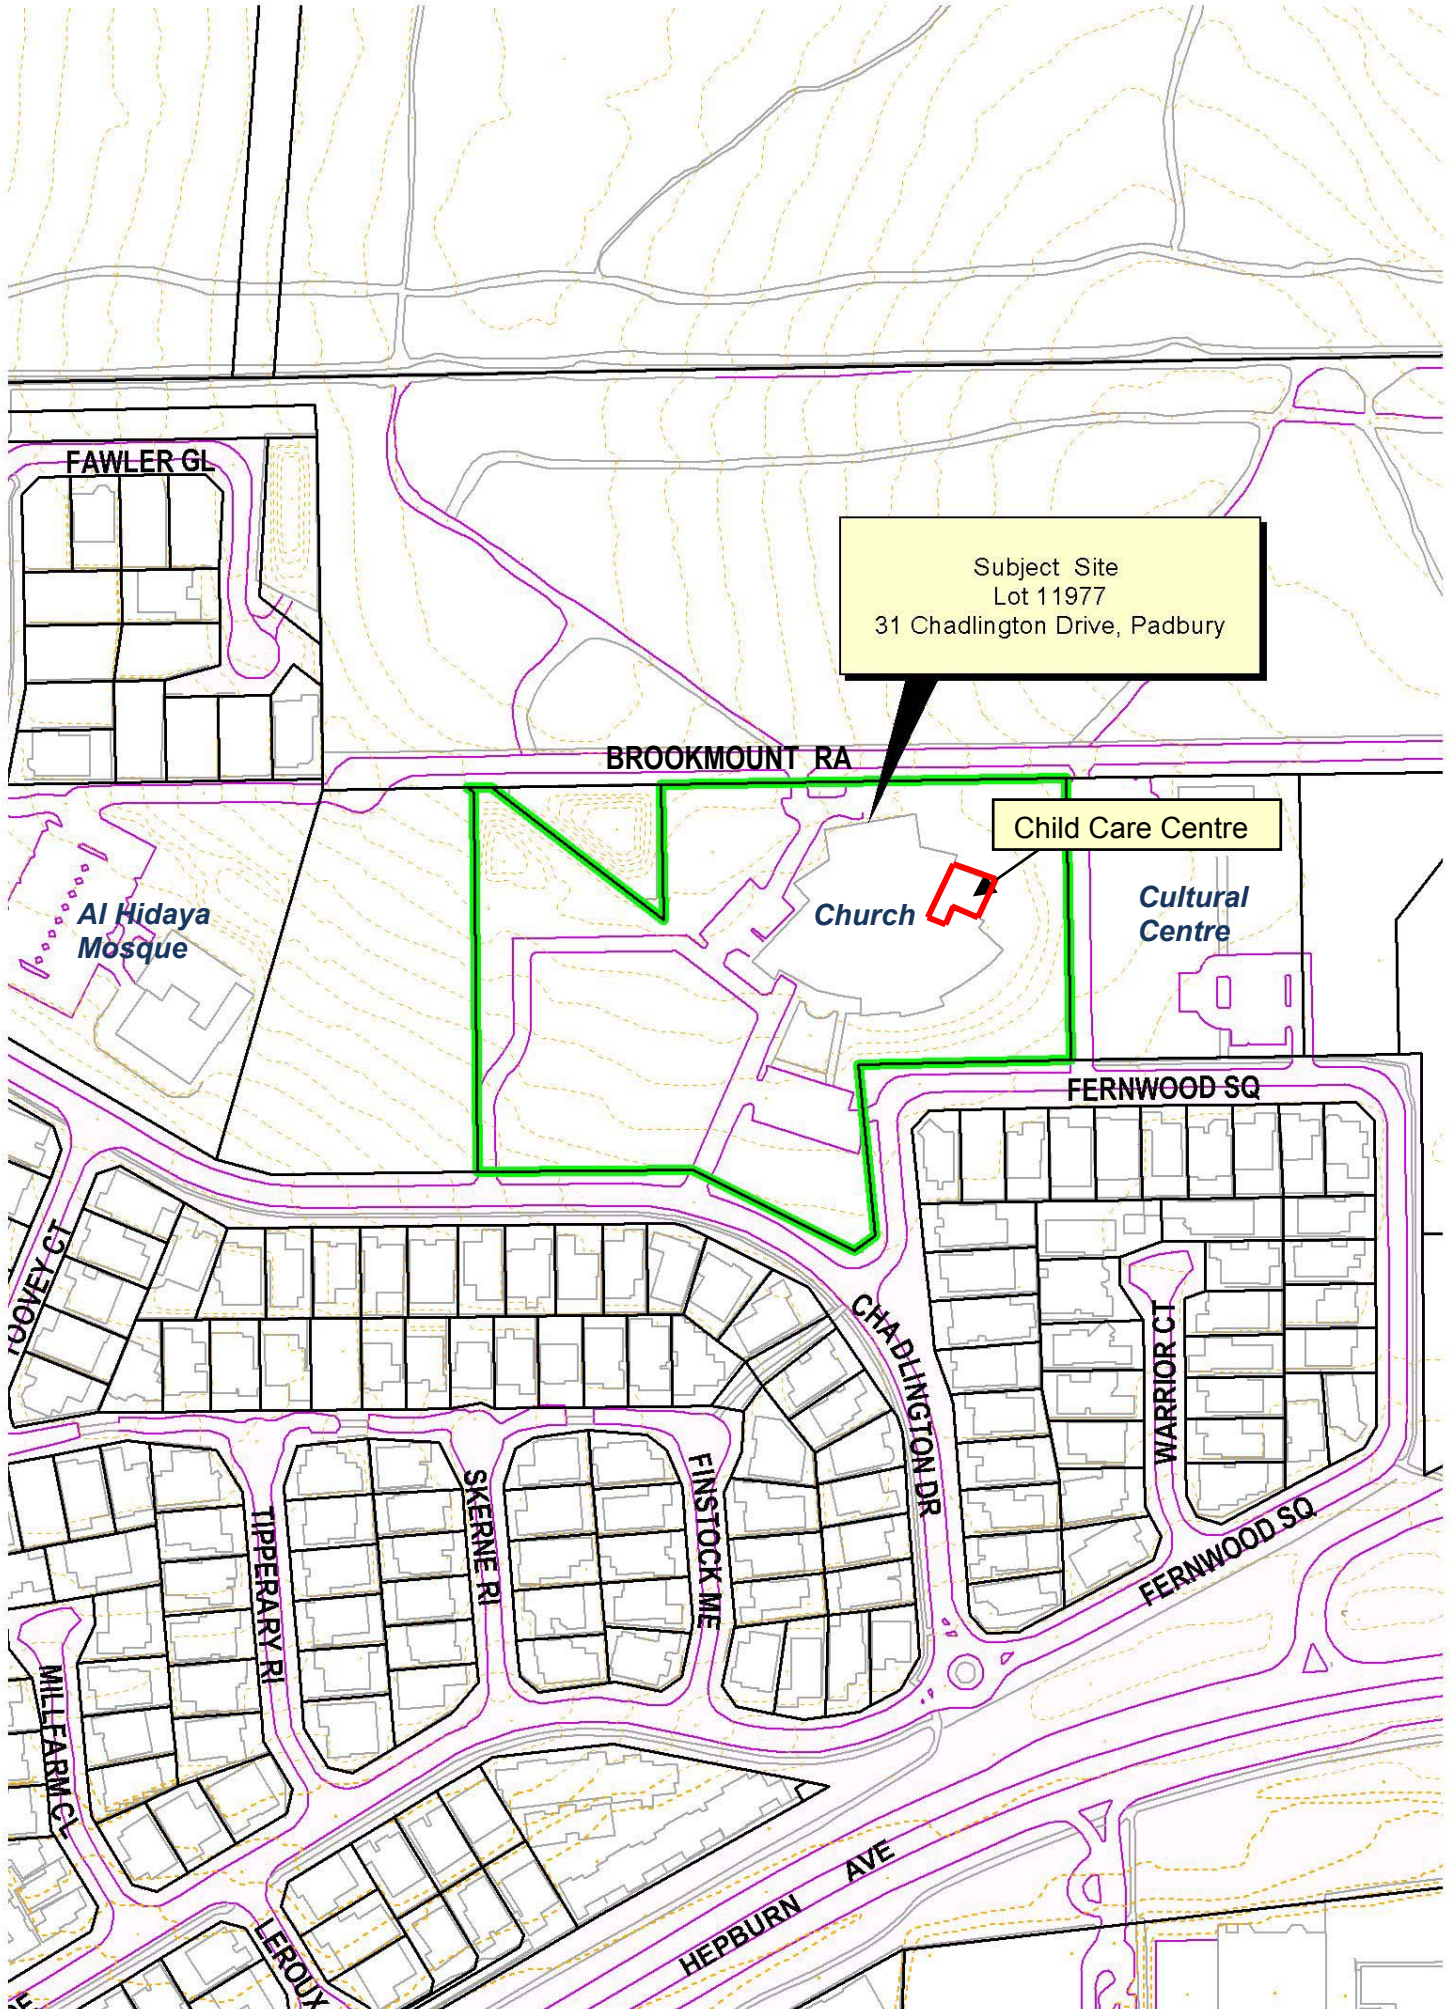 FAWLER GL
Subject Site
Lot 11977
31 Chadlington Drive, Padbury
BROOKMOUNT RA
Child Care Centre
Al Hidaya
Mosque
Church
Cultural
Centre
FERNWOOD SQ
TOOVEY CT
CHADLINGTON DR
WARRIOR CT
FINSTOCK ME
SKERNE RI
TIPPERARY RI
FERNWOOD SQ
MILLFARM CL
HEPBURN AVE
LEROUX